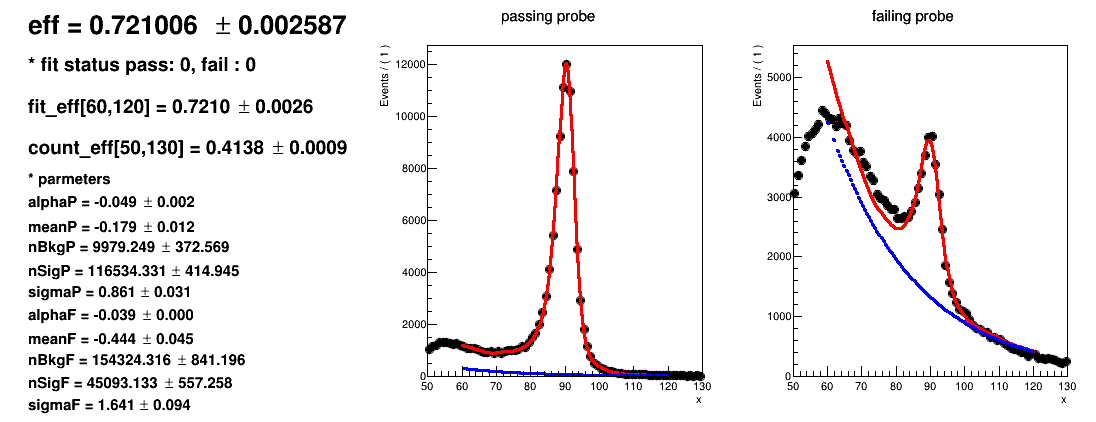 eff = 0.721006 ± 0.002587
* fit status pass: 0, fail : 0
fit_eff[60,120] = 0.7210 ± 0.0026
count_eff[50,130] = 0.4138 ± 0.0009
* parmeters
alphaP = -0.049 ± 0.002
meanP = -0.179 ± 0.012
nBkgP = 9979.249 ± 372.569
nSigP = 116534.331 ± 414.945
sigmaP = 0.861 ± 0.031
alphaF = -0.039 ± 0.000
meanF = -0.444 ± 0.045
nBkgF = 154324.316 ± 841.196
nSigF = 45093.133 ± 557.258
sigmaF = 1.641 ± 0.094
passing probe
Events / ( 1 )
12000
10000
8000
6000
4000
2000
0
50 60 70 80 90 100 110 120 130
x
failing probe
Events / ( 1 )
5000
4000
3000
2000
1000
0
50 60 70 80 90 100 110 120 130
x